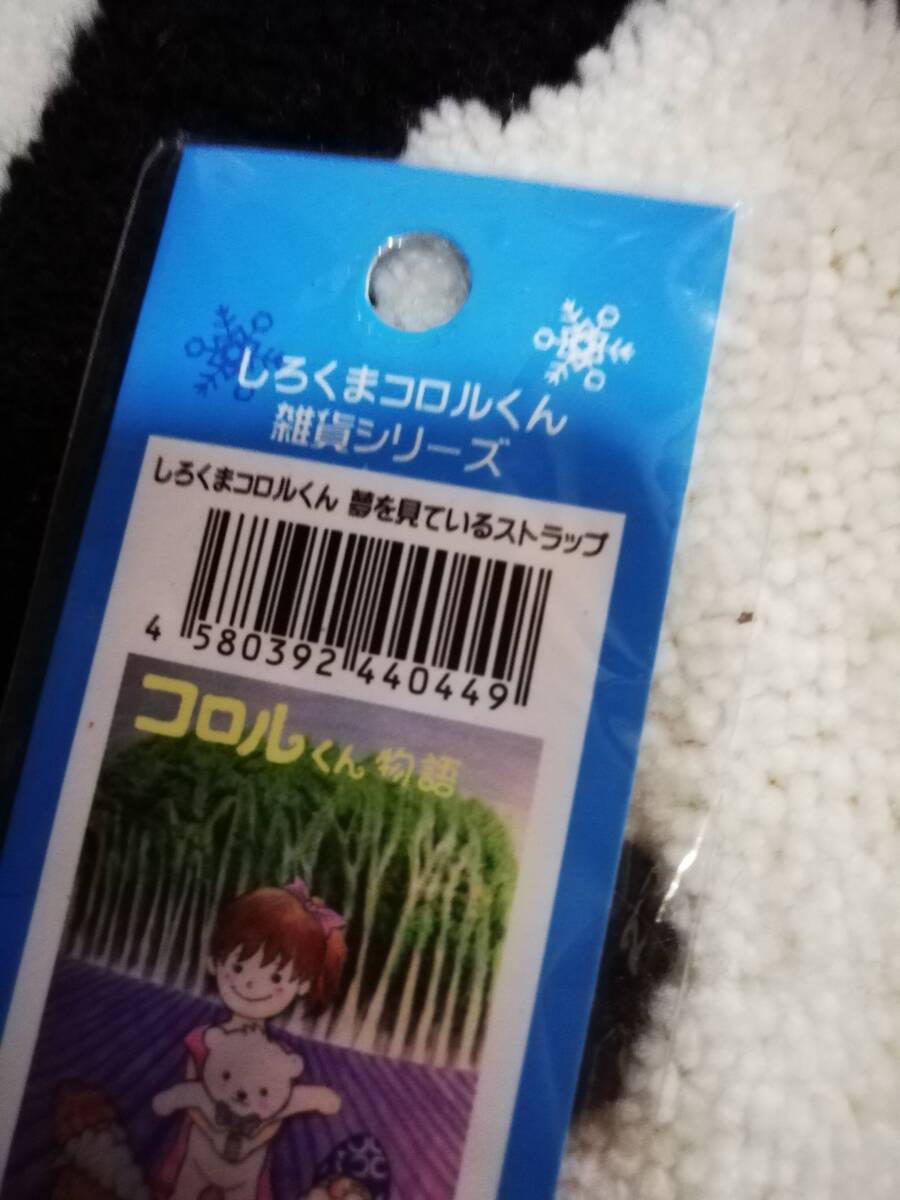 しろくまコロルくん
雑貨シリーズ
しろくまコロルくん 夢を見ているストラップ
4 580392 440449
コロルくん 物語